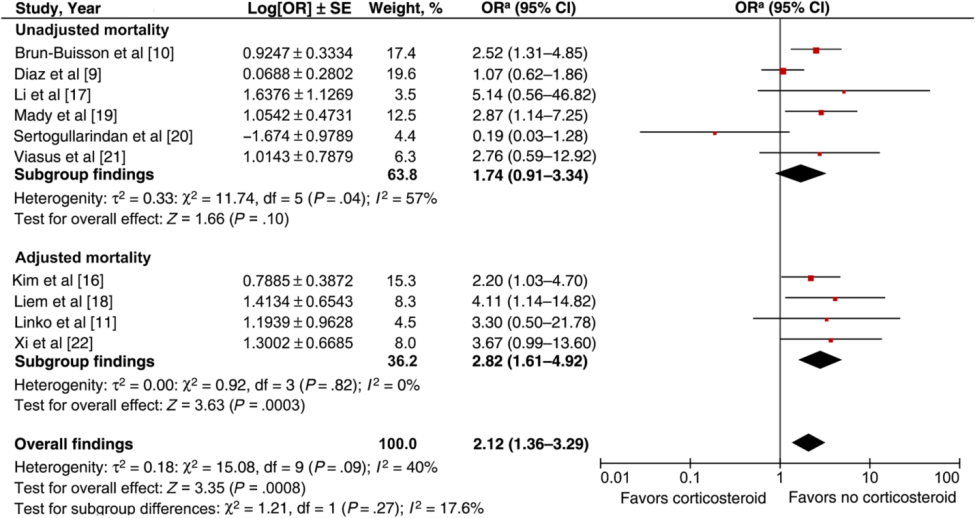 Study, Year Log[OR] ± SE Weight, % ORᵃ (95% CI) ORᵃ (95% CI)
Unadjusted mortality
Brun-Buisson et al [10] 0.9247 ± 0.3334 17.4 2.52 (1.31–4.85)
Diaz et al [9] 0.0688 ± 0.2802 19.6 1.07 (0.62–1.86)
Li et al [17] 1.6376 ± 1.1269 3.5 5.14 (0.56–46.82)
Mady et al [19] 1.0542 ± 0.4731 12.5 2.87 (1.14–7.25)
Sertogullarindan et al [20] −1.674 ± 0.9789 4.4 0.19 (0.03–1.28)
Viasus et al [21] 1.0143 ± 0.7879 6.3 2.76 (0.59–12.92)
Subgroup findings 63.8 1.74 (0.91–3.34)
Heterogenity: τ² = 0.33: χ² = 11.74, df = 5 (P = .04); I² = 57%
Test for overall effect: Z = 1.66 (P = .10)
Adjusted mortality
Kim et al [16] 0.7885 ± 0.3872 15.3 2.20 (1.03–4.70)
Liem et al [18] 1.4134 ± 0.6543 8.3 4.11 (1.14–14.82)
Linko et al [11] 1.1939 ± 0.9628 4.5 3.30 (0.50–21.78)
Xi et al [22] 1.3002 ± 0.6685 8.0 3.67 (0.99–13.60)
Subgroup findings 36.2 2.82 (1.61–4.92)
Heterogenity: τ² = 0.00: χ² = 0.92, df = 3 (P = .82); I² = 0%
Test for overall effect: Z = 3.63 (P = .0003)
Overall findings 100.0 2.12 (1.36–3.29)
Heterogenity: τ² = 0.18: χ² = 15.08, df = 9 (P = .09); I² = 40%
Test for overall effect: Z = 3.35 (P = .0008)
Test for subgroup differences: χ² = 1.21, df = 1 (P = .27); I² = 17.6%
0.01 0.1 1 10 100
Favors corticosteroid Favors no corticosteroid